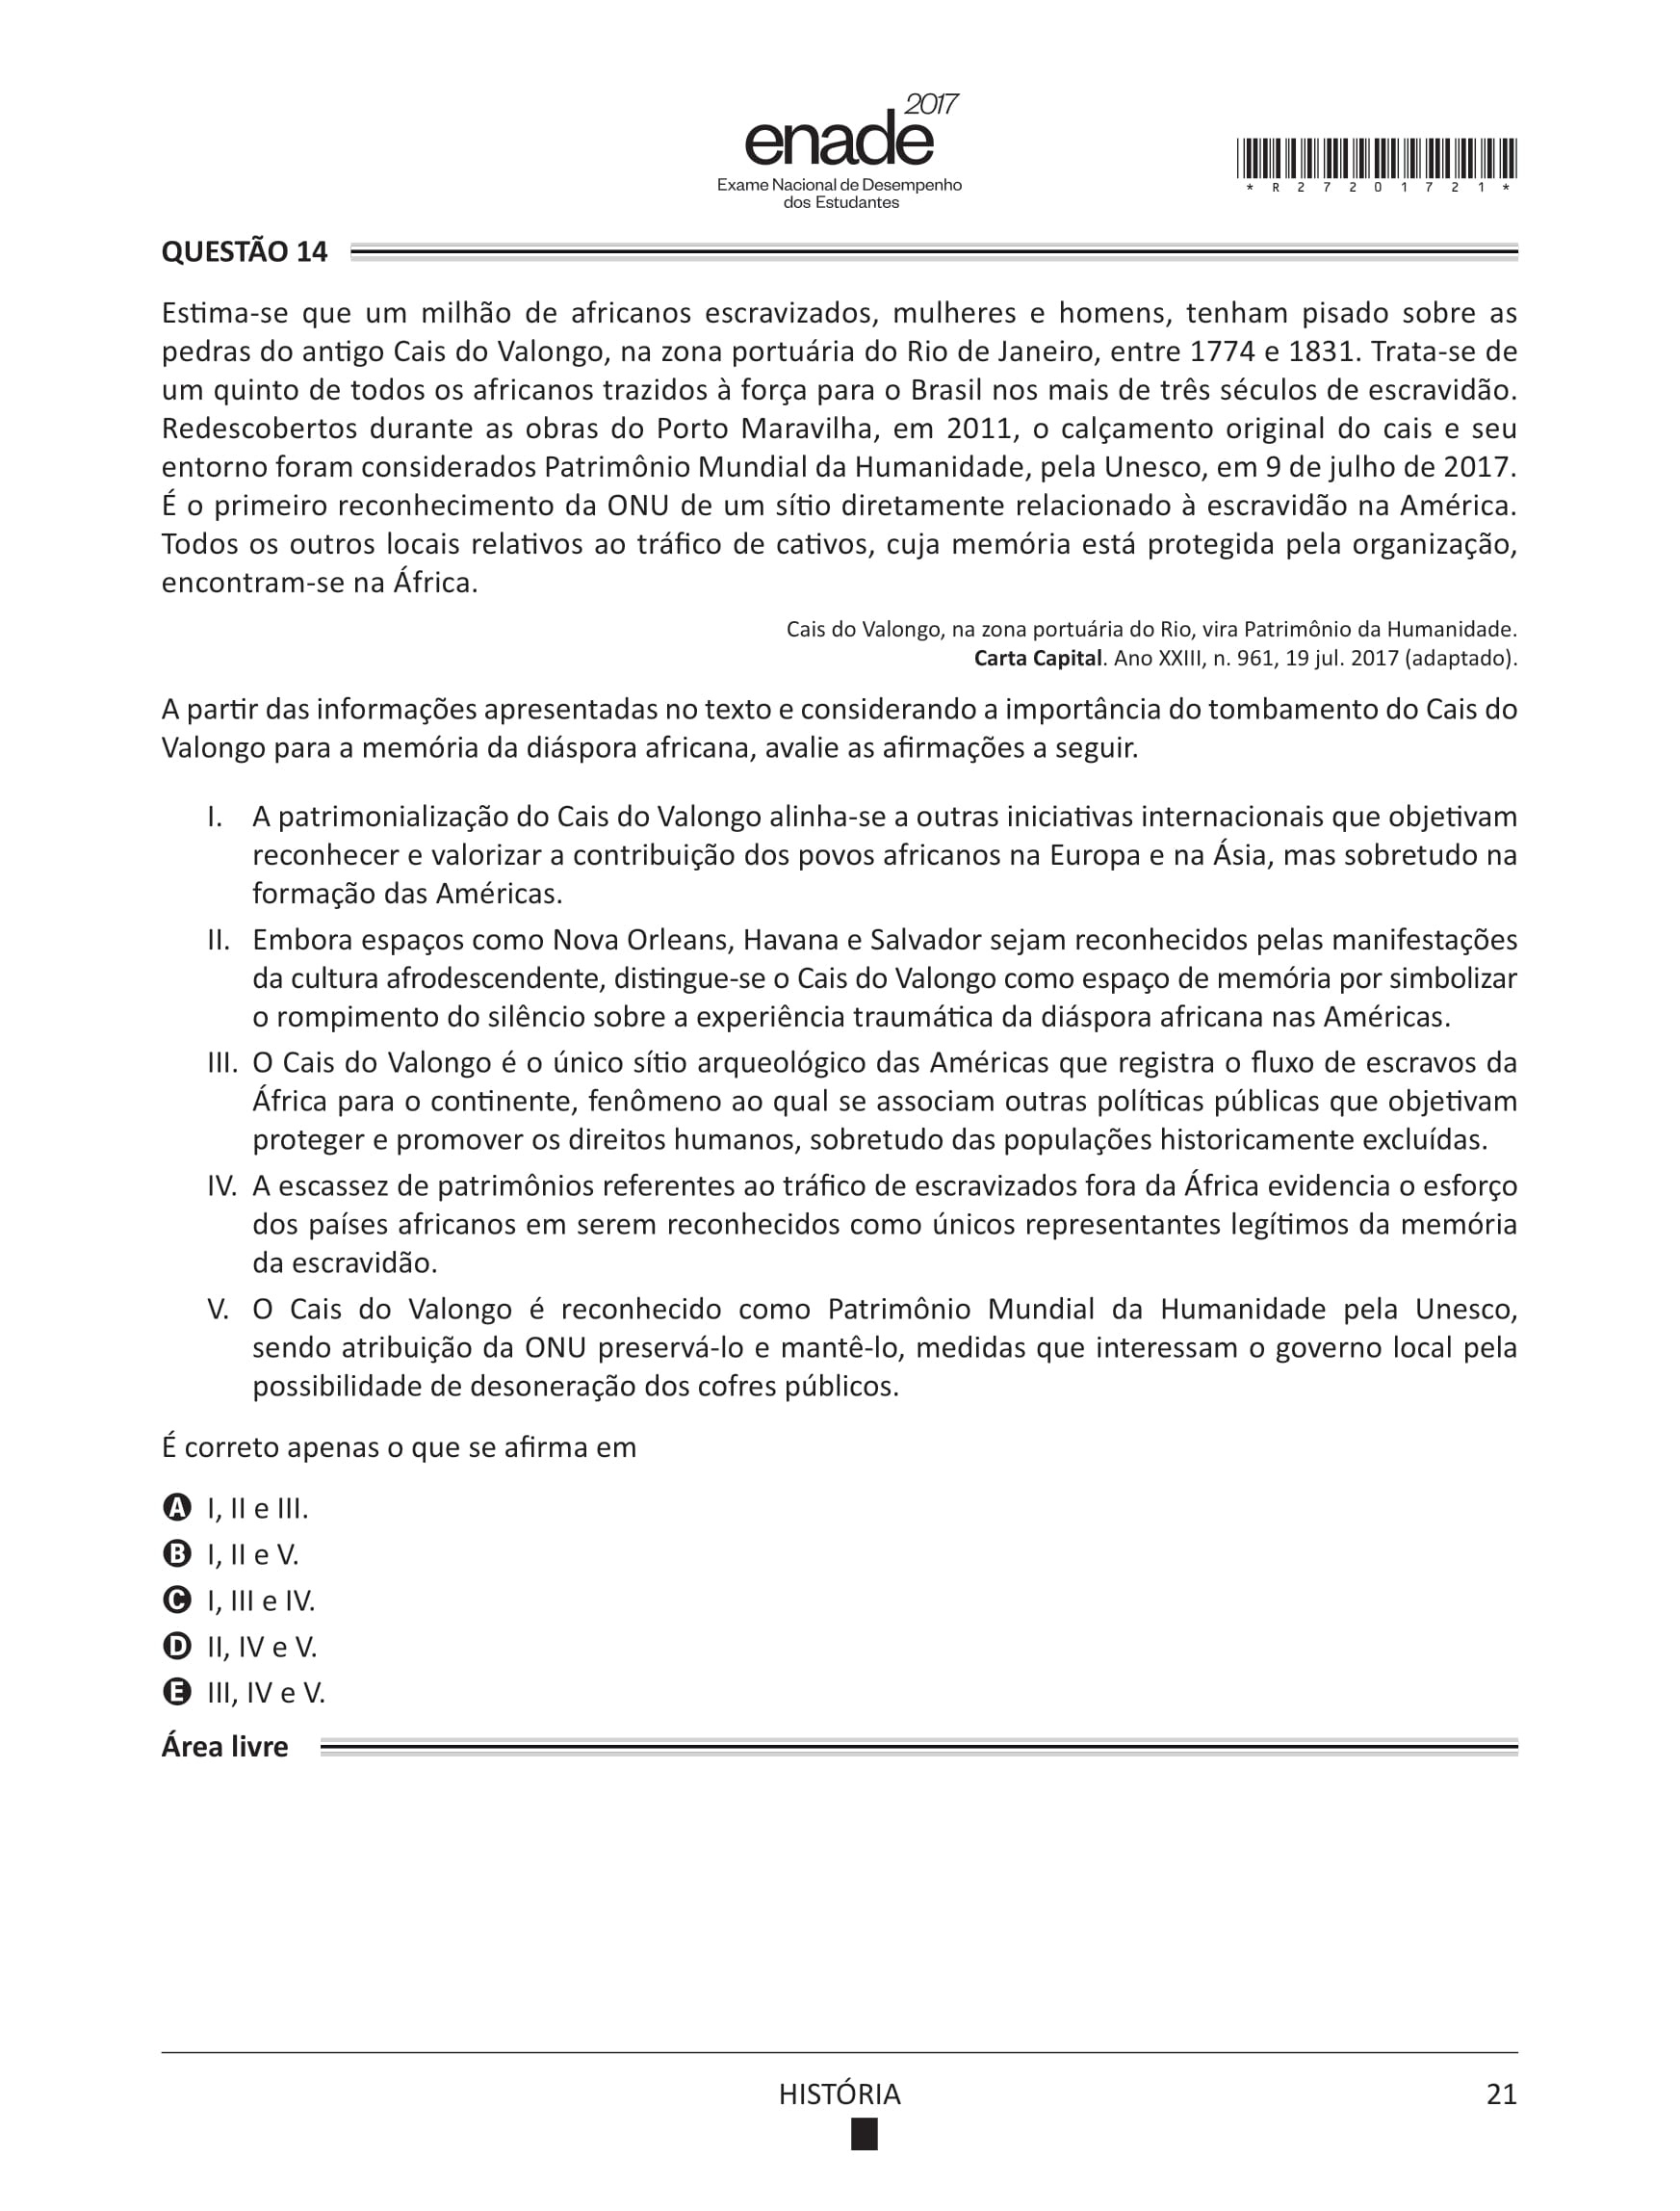 2017
enade
Exame Nacional de Desempenho
dos Estudantes
*R2720172​1*
QUESTÃO 14
Estima-se que um milhão de africanos escravizados, mulheres e homens, tenham pisado sobre as
pedras do antigo Cais do Valongo, na zona portuária do Rio de Janeiro, entre 1774 e 1831. Trata-se de
um quinto de todos os africanos trazidos à força para o Brasil nos mais de três séculos de escravidão.
Redescobertos durante as obras do Porto Maravilha, em 2011, o calçamento original do cais e seu
entorno foram considerados Patrimônio Mundial da Humanidade, pela Unesco, em 9 de julho de 2017.
É o primeiro reconhecimento da ONU de um sítio diretamente relacionado à escravidão na América.
Todos os outros locais relativos ao tráfico de cativos, cuja memória está protegida pela organização,
encontram-se na África.
Cais do Valongo, na zona portuária do Rio, vira Patrimônio da Humanidade.
Carta Capital. Ano XXIII, n. 961, 19 jul. 2017 (adaptado).
A partir das informações apresentadas no texto e considerando a importância do tombamento do Cais do
Valongo para a memória da diáspora africana, avalie as afirmações a seguir.
I. A patrimonialização do Cais do Valongo alinha-se a outras iniciativas internacionais que objetivam
reconhecer e valorizar a contribuição dos povos africanos na Europa e na Ásia, mas sobretudo na
formação das Américas.
II. Embora espaços como Nova Orleans, Havana e Salvador sejam reconhecidos pelas manifestações
da cultura afrodescendente, distingue-se o Cais do Valongo como espaço de memória por simbolizar
o rompimento do silêncio sobre a experiência traumática da diáspora africana nas Américas.
III. O Cais do Valongo é o único sítio arqueológico das Américas que registra o fluxo de escravos da
África para o continente, fenômeno ao qual se associam outras políticas públicas que objetivam
proteger e promover os direitos humanos, sobretudo das populações historicamente excluídas.
IV. A escassez de patrimônios referentes ao tráfico de escravizados fora da África evidencia o esforço
dos países africanos em serem reconhecidos como únicos representantes legítimos da memória
da escravidão.
V. O Cais do Valongo é reconhecido como Patrimônio Mundial da Humanidade pela Unesco,
sendo atribuição da ONU preservá-lo e mantê-lo, medidas que interessam o governo local pela
possibilidade de desoneração dos cofres públicos.
É correto apenas o que se afirma em
A I, II e III.
B I, II e V.
C I, III e IV.
D II, IV e V.
E III, IV e V.
Área livre
HISTÓRIA
21